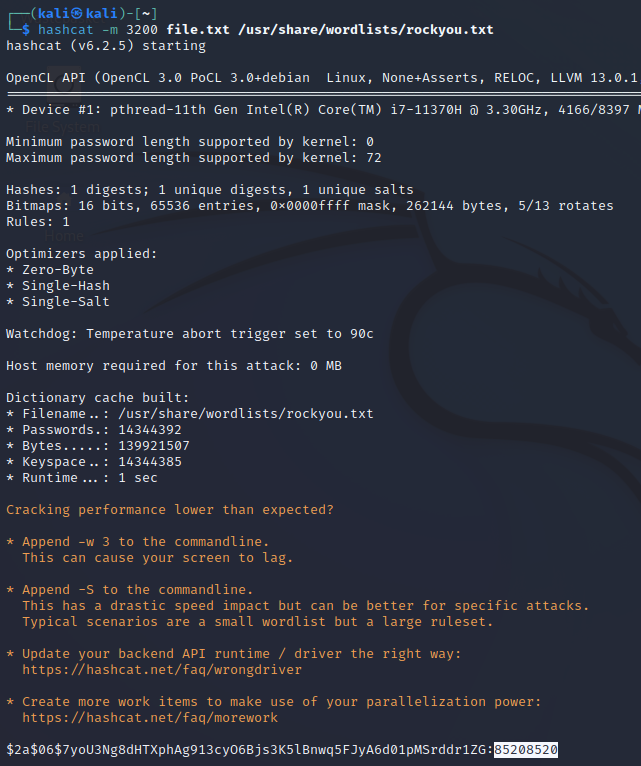 ┌──(kali㉿kali)-[~]
└─$ hashcat -m 3200 file.txt /usr/share/wordlists/rockyou.txt
hashcat (v6.2.5) starting
OpenCL API (OpenCL 3.0 PoCL 3.0+debian  Linux, None+Asserts, RELOC, LLVM 13.0.1
* Device #1: pthread-11th Gen Intel(R) Core(TM) i7-11370H @ 3.30GHz, 4166/8397 M
Minimum password length supported by kernel: 0
Maximum password length supported by kernel: 72
Hashes: 1 digests; 1 unique digests, 1 unique salts
Bitmaps: 16 bits, 65536 entries, 0x0000ffff mask, 262144 bytes, 5/13 rotates
Rules: 1
Optimizers applied:
* Zero-Byte
* Single-Hash
* Single-Salt
Watchdog: Temperature abort trigger set to 90c
Host memory required for this attack: 0 MB
Dictionary cache built:
* Filename..: /usr/share/wordlists/rockyou.txt
* Passwords.: 14344392
* Bytes.....: 139921507
* Keyspace..: 14344385
* Runtime...: 1 sec
Cracking performance lower than expected?
* Append -w 3 to the commandline.
  This can cause your screen to lag.
* Append -S to the commandline.
  This has a drastic speed impact but can be better for specific attacks.
  Typical scenarios are a small wordlist but a large ruleset.
* Update your backend API runtime / driver the right way:
  https://hashcat.net/faq/wrongdriver
* Create more work items to make use of your parallelization power:
  https://hashcat.net/faq/morework
$2a$06$7yoU3Ng8dHTXphAg913cyO6Bjs3K5lBnwq5FJyA6d01pMSrddr1ZG:85208520